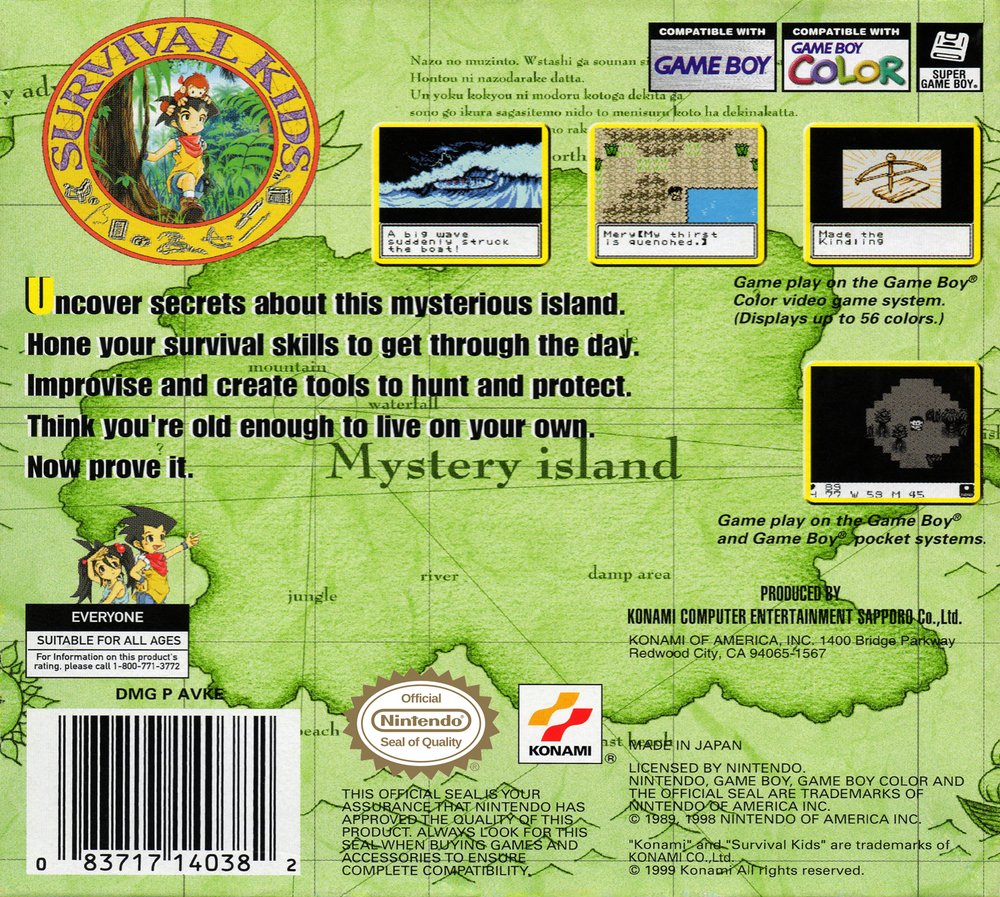 SURVIVAL KIDS
TM
Nazo no muzinto. Wstashi ga sounan si
Hontou ni nazodarake datta.
Un yoku kokyou ni modoru kotoga dekita ga
sono go ikura sagasitemo nido to menisuru koto ha dekinakatta.
no rak
north
COMPATIBLE WITH
GAME BOY
COMPATIBLE WITH
GAME BOY
COLOR
SUPER
GAME BOY®
A big wave
suddenly struck
the boat!
Mery[My thirst
is quenched.]
Made the
Kindling
Game play on the Game Boy®
Color video game system.
(Displays up to 56 colors.)
Uncover secrets about this mysterious island.
Hone your survival skills to get through the day.
Improvise and create tools to hunt and protect.
Think you're old enough to live on your own.
Now prove it.
mountain
waterfall
?
Mystery island
89
H 77 W 59 M 45
Game play on the Game Boy®
and Game Boy® pocket systems.
river
damp area
jungle
PRODUCED BY
KONAMI COMPUTER ENTERTAINMENT SAPPORO Co.,Ltd.
KONAMI OF AMERICA, INC. 1400 Bridge Parkway
Redwood City, CA 94065-1567
EVERYONE
SUITABLE FOR ALL AGES
For Information on this product's
rating, please call 1-800-771-3772
DMG P AVKE
0 83717 14038 2
beach
Official
Nintendo®
Seal of Quality
®
KONAMI
®
THIS OFFICIAL SEAL IS YOUR
ASSURANCE THAT NINTENDO HAS
APPROVED THE QUALITY OF THIS
PRODUCT. ALWAYS LOOK FOR THIS
SEAL WHEN BUYING GAMES AND
ACCESSORIES TO ENSURE
COMPLETE COMPATIBILITY.
MADE IN JAPAN
LICENSED BY NINTENDO.
NINTENDO, GAME BOY, GAME BOY COLOR AND
THE OFFICIAL SEAL ARE TRADEMARKS OF
NINTENDO OF AMERICA INC.
© 1989, 1998 NINTENDO OF AMERICA INC.
"Konami" and "Survival Kids" are trademarks of
KONAMI CO.,Ltd.
© 1999 Konami All rights reserved.